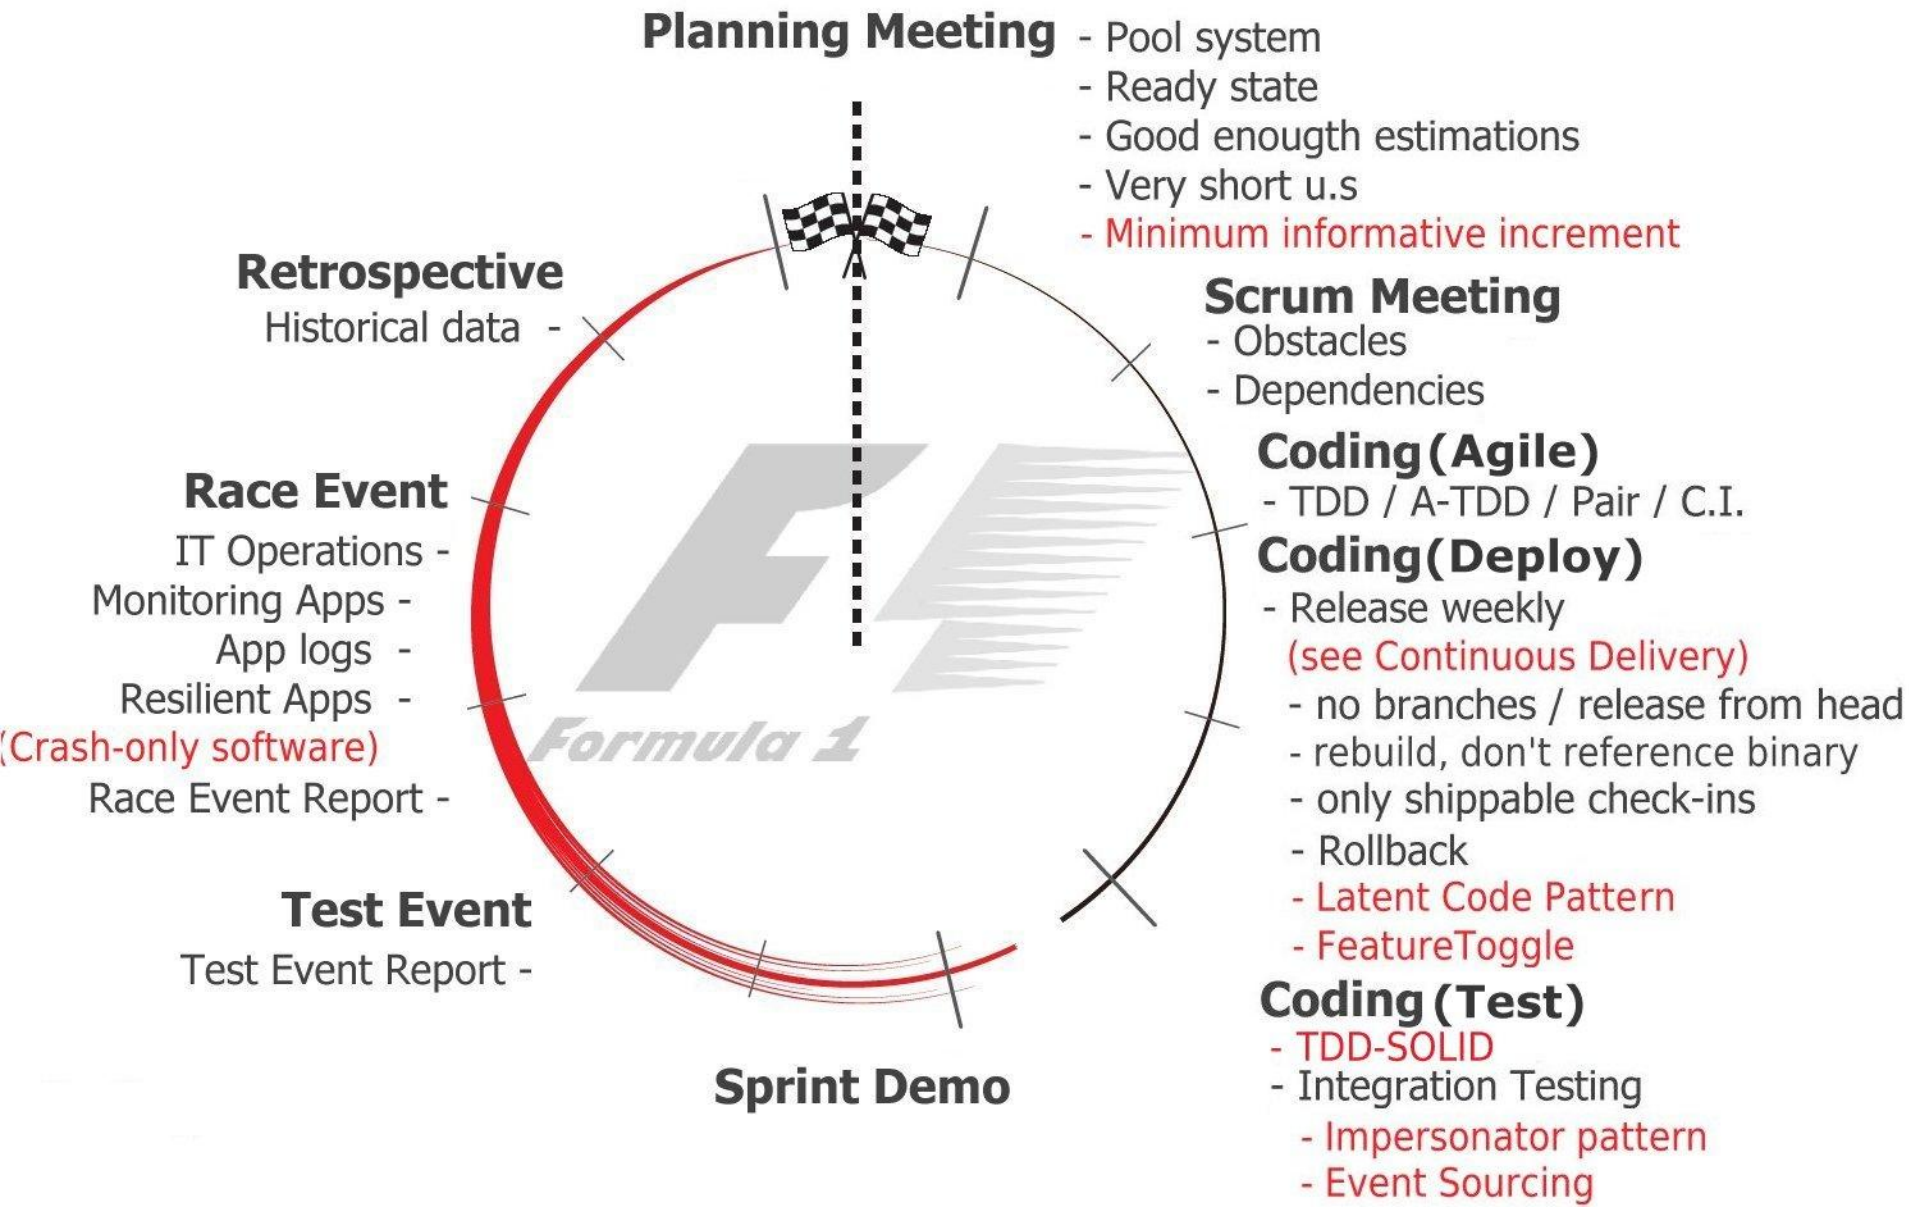 Planning Meeting
- Pool system
- Ready state
- Good enougth estimations
- Very short u.s
- Minimum informative increment
Scrum Meeting
- Obstacles
- Dependencies
Coding (Agile)
- TDD / A-TDD / Pair / C.I.
Coding (Deploy)
- Release weekly
(see Continuous Delivery)
- no branches / release from head
- rebuild, don't reference binary
- only shippable check-ins
- Rollback
- Latent Code Pattern
- FeatureToggle
Coding (Test)
- TDD-SOLID
- Integration Testing
- Impersonator pattern
- Event Sourcing
Sprint Demo
Test Event
Test Event Report -
Race Event
IT Operations -
Monitoring Apps -
App logs -
Resilient Apps -
(Crash-only software)
Race Event Report -
Retrospective
Historical data -
F1
Formula 1